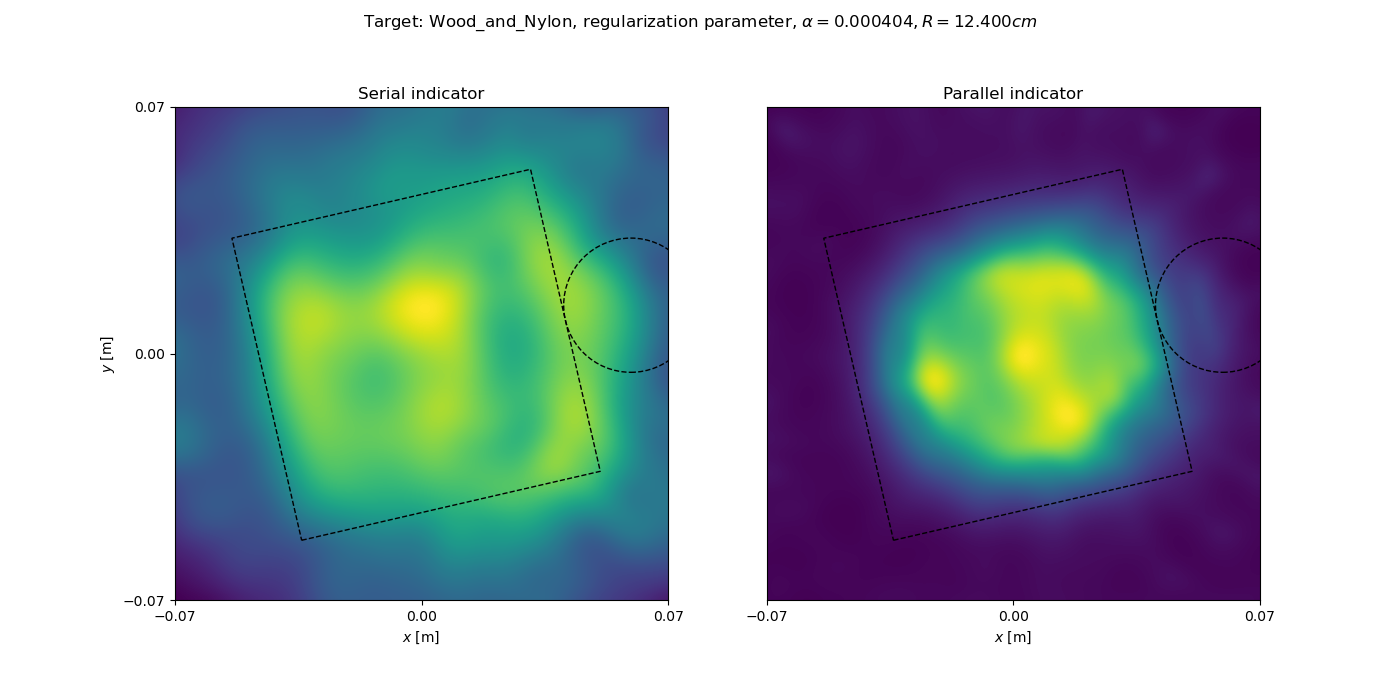 Target: Wood_and_Nylon, regularization parameter, α = 0.000404, R = 12.400cm
Serial indicator
Parallel indicator
0.07
0.00
−0.07
y [m]
−0.07
0.00
0.07
−0.07
0.00
0.07
x [m]
x [m]